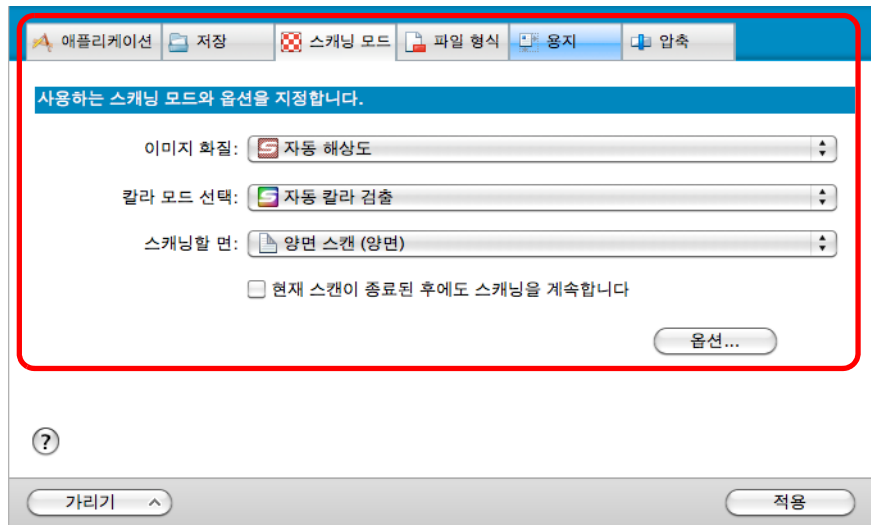 애플리케이션 저장 스캐닝 모드 파일 형식 용지 압축
사용하는 스캐닝 모드와 옵션을 지정합니다.
이미지 화질: 자동 해상도
칼라 모드 선택: 자동 칼라 검출
스캐닝할 면: 양면 스캔 (양면)
현재 스캔이 종료된 후에도 스캐닝을 계속합니다
옵션...
?
가리기 적용